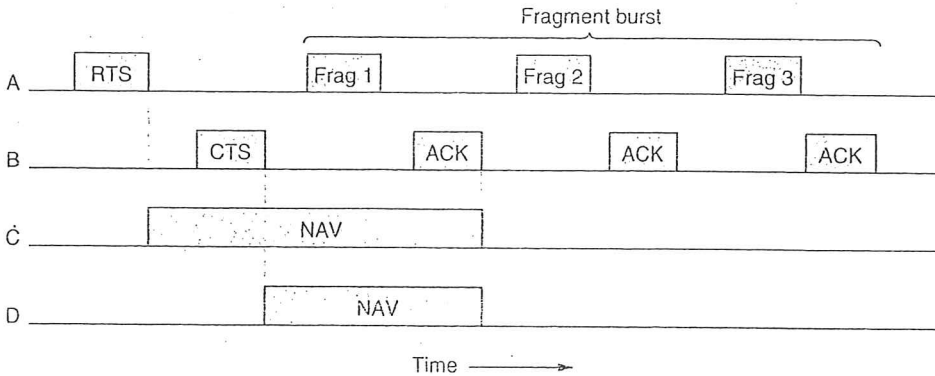 Fragment burst
A RTS Frag 1 Frag 2 Frag 3
B CTS ACK ACK ACK
C NAV
D NAV
Time